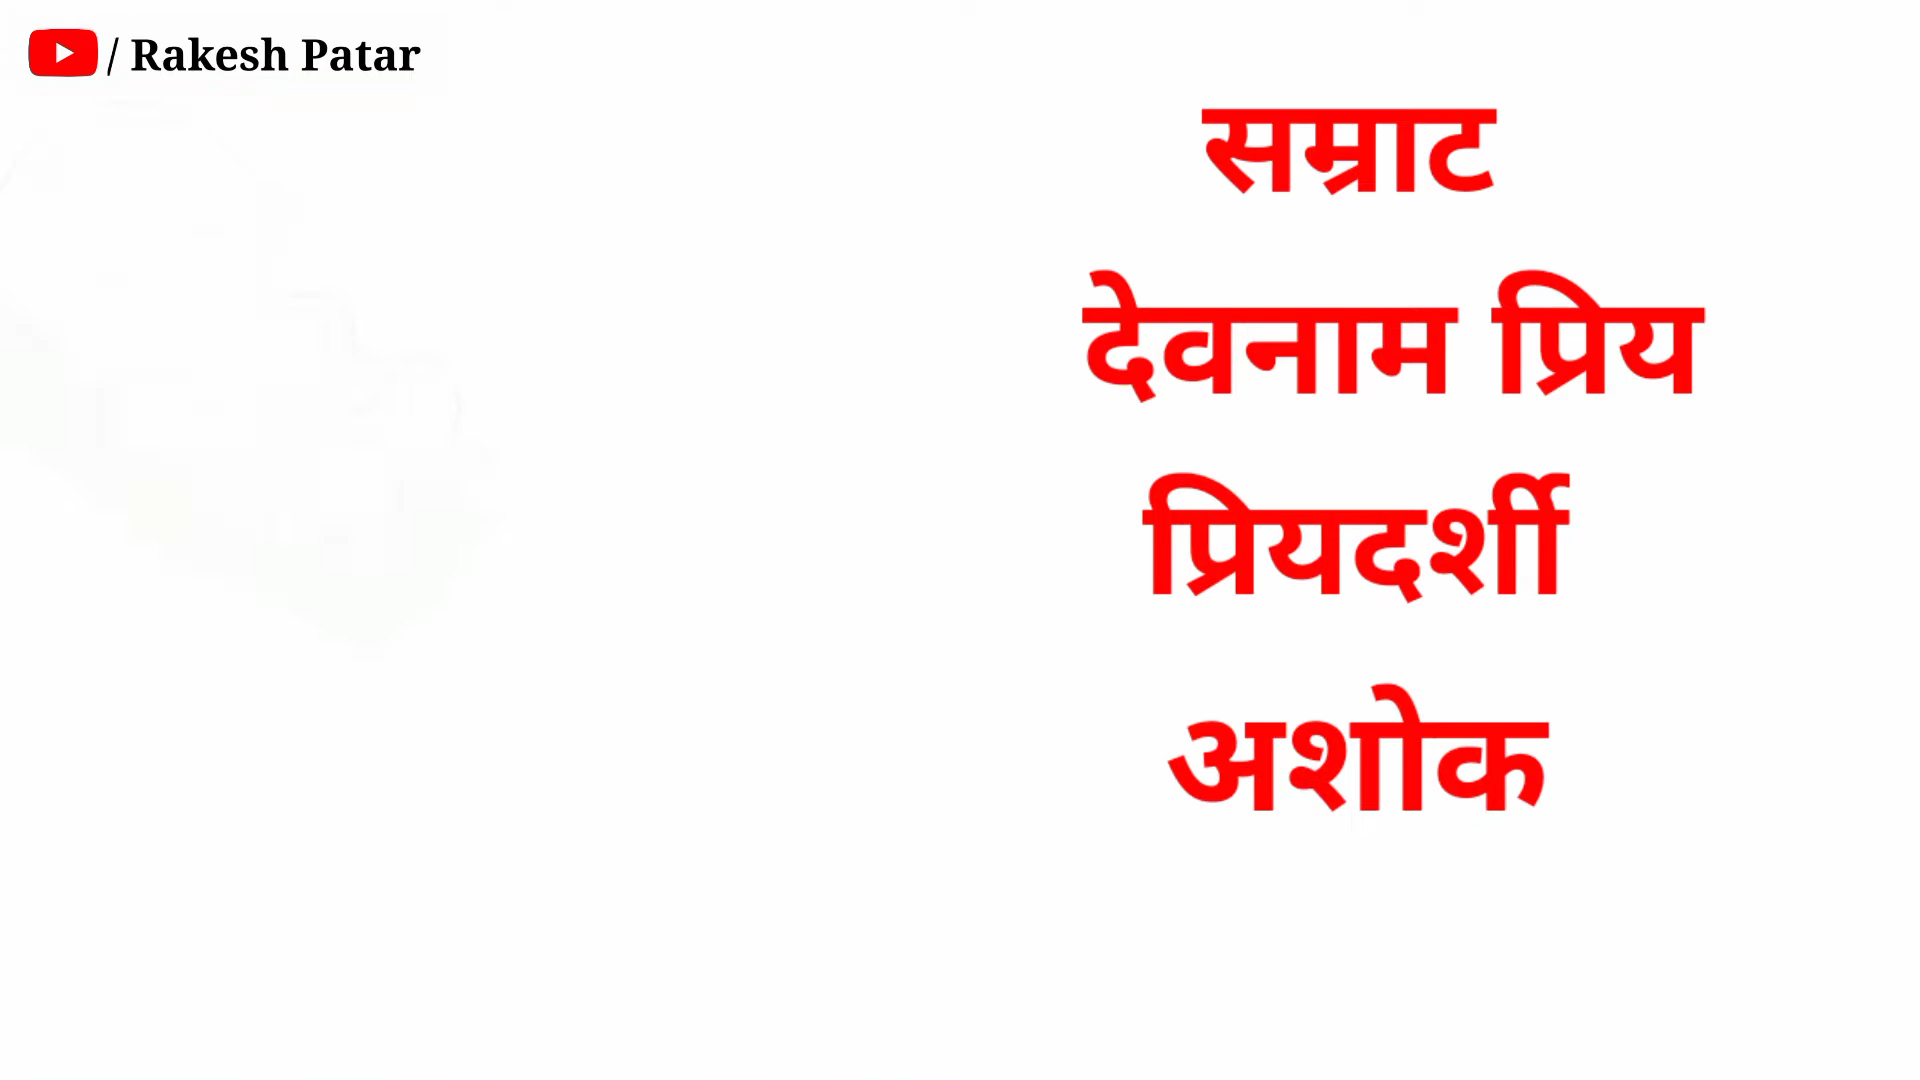 / Rakesh Patar
सम्राट
देवनाम प्रिय
प्रियदर्शी
अशोक